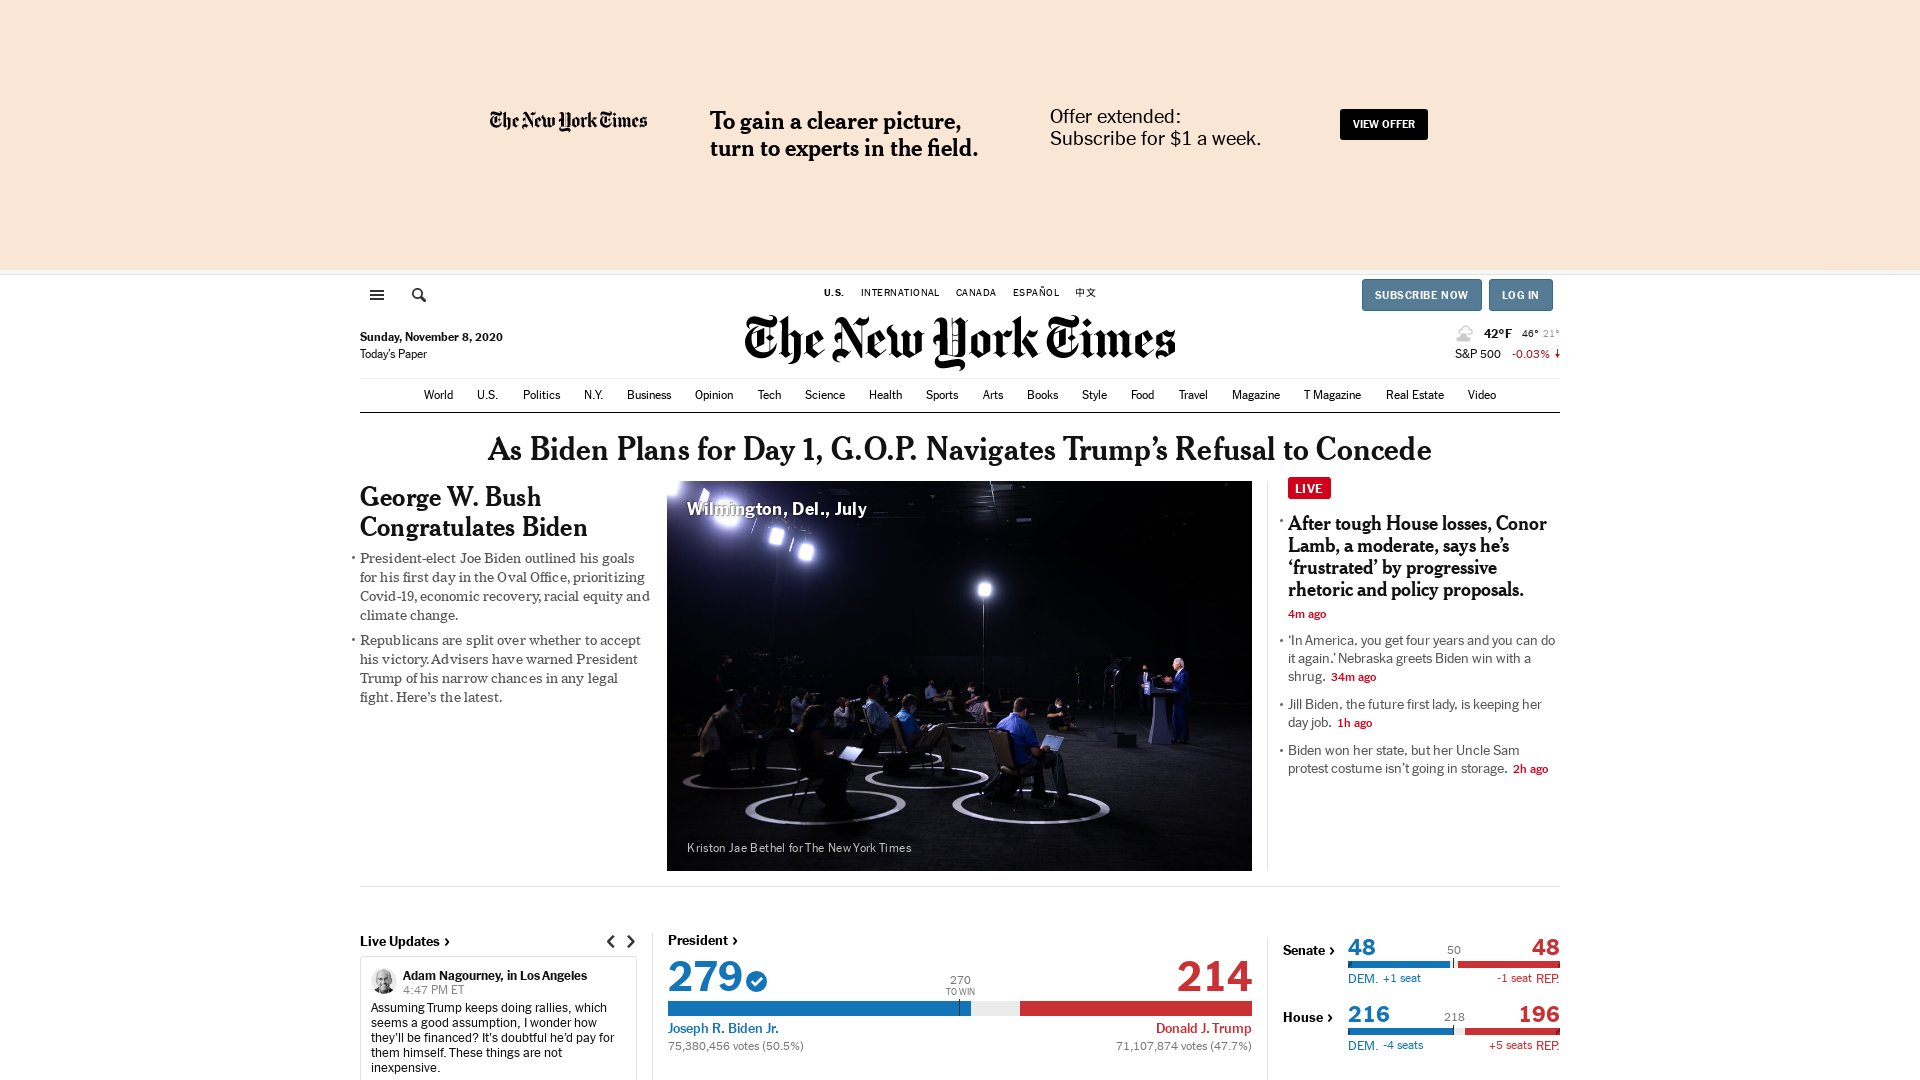 The New York Times
To gain a clearer picture,
turn to experts in the field.
Offer extended:
Subscribe for $1 a week.
VIEW OFFER
U.S. INTERNATIONAL CANADA ESPAÑOL 中文
SUBSCRIBE NOW LOG IN
Sunday, November 8, 2020
Today's Paper
The New York Times
42°F 46° 21°
S&P 500 -0.03%
World U.S. Politics N.Y. Business Opinion Tech Science Health Sports Arts Books Style Food Travel Magazine T Magazine Real Estate Video
As Biden Plans for Day 1, G.O.P. Navigates Trump's Refusal to Concede
George W. Bush
Congratulates Biden
• President-elect Joe Biden outlined his goals
for his first day in the Oval Office, prioritizing
Covid-19, economic recovery, racial equity and
climate change.
• Republicans are split over whether to accept
his victory. Advisers have warned President
Trump of his narrow chances in any legal
fight. Here's the latest.
Wilmington, Del., July
Kriston Jae Bethel for The New York Times
LIVE
• After tough House losses, Conor
Lamb, a moderate, says he's
‘frustrated’ by progressive
rhetoric and policy proposals.
4m ago
• ‘In America, you get four years and you can do
it again.’ Nebraska greets Biden win with a
shrug. 34m ago
• Jill Biden, the future first lady, is keeping her
day job. 1h ago
• Biden won her state, but her Uncle Sam
protest costume isn't going in storage. 2h ago
Live Updates ›
Adam Nagourney, in Los Angeles
4:47 PM ET
Assuming Trump keeps doing rallies, which
seems a good assumption, I wonder how
they'll be financed? It's doubtful he'd pay for
them himself. These things are not
inexpensive.
President ›
279 214
270
TO WIN
Joseph R. Biden Jr. Donald J. Trump
75,380,456 votes (50.5%) 71,107,874 votes (47.7%)
Senate › 48 50 48
DEM. +1 seat -1 seat REP.
House › 216 218 196
DEM. -4 seats +5 seats REP.